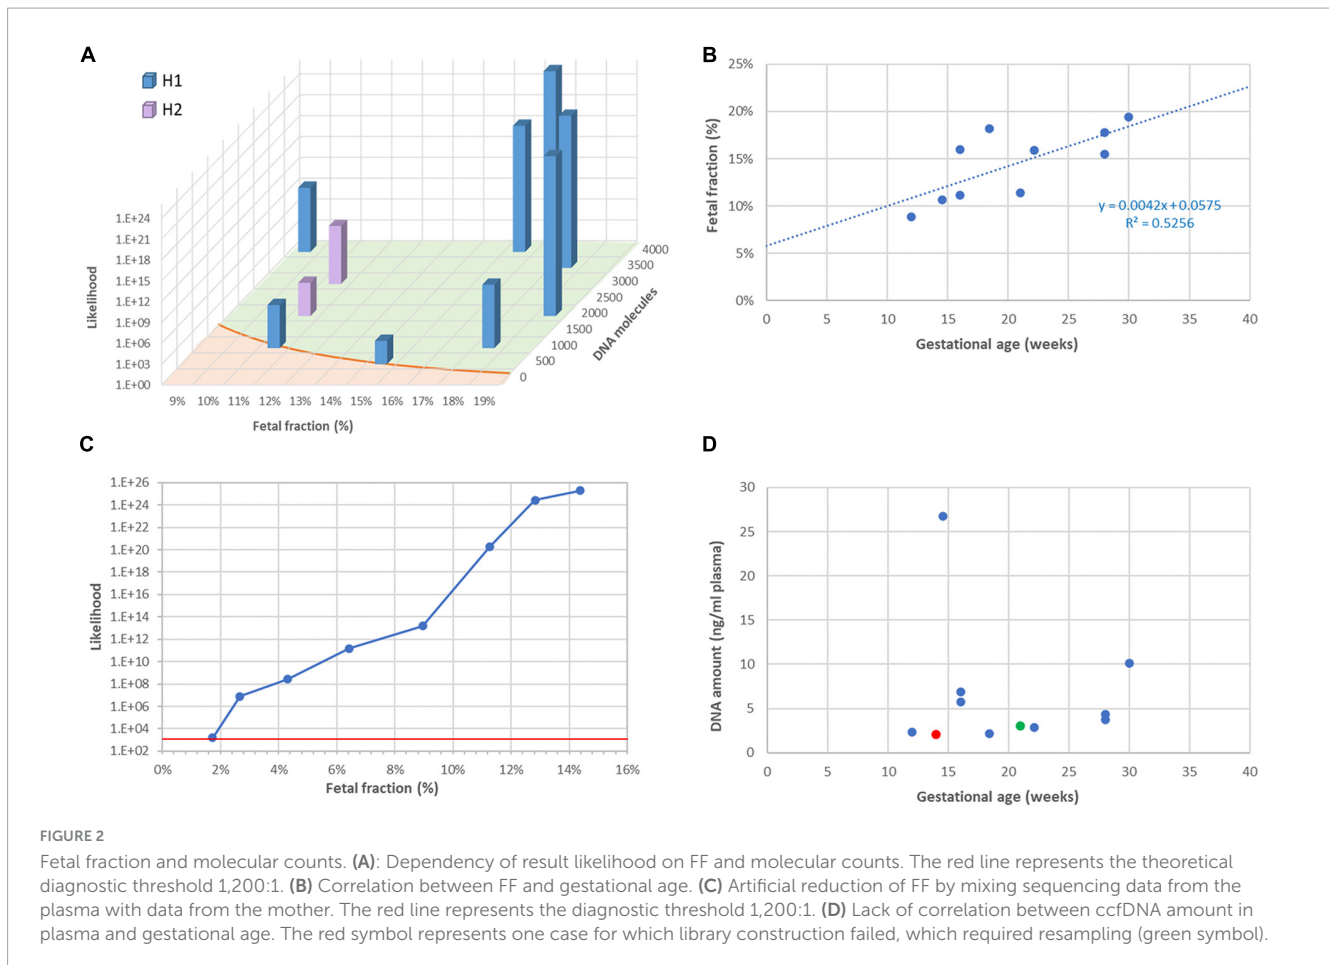 A
H1
H2
1.E+24
1.E+21
1.E+18
1.E+15
1.E+12
1.E+09
1.E+06
1.E+03
1.E+00
Likelihood
9% 10% 11% 12% 13% 14% 15% 16% 17% 18% 19%
Fetal fraction (%)
0
500
1000
1500
2000
2500
3000
3500
4000
DNA molecules
B
25%
20%
15%
10%
5%
0%
Fetal fraction (%)
y = 0.0042x + 0.0575
R² = 0.5256
0 5 10 15 20 25 30 35 40
Gestational age (weeks)
C
1.E+26
1.E+24
1.E+22
1.E+20
1.E+18
1.E+16
1.E+14
1.E+12
1.E+10
1.E+08
1.E+06
1.E+04
1.E+02
Likelihood
0% 2% 4% 6% 8% 10% 12% 14% 16%
Fetal fraction (%)
D
30
25
20
15
10
5
0
DNA amount (ng/ml plasma)
0 5 10 15 20 25 30 35 40
Gestational age (weeks)
FIGURE 2
Fetal fraction and molecular counts. (A): Dependency of result likelihood on FF and molecular counts. The red line represents the theoretical
diagnostic threshold 1,200:1. (B) Correlation between FF and gestational age. (C) Artificial reduction of FF by mixing sequencing data from the
plasma with data from the mother. The red line represents the diagnostic threshold 1,200:1. (D) Lack of correlation between ccfDNA amount in
plasma and gestational age. The red symbol represents one case for which library construction failed, which required resampling (green symbol).